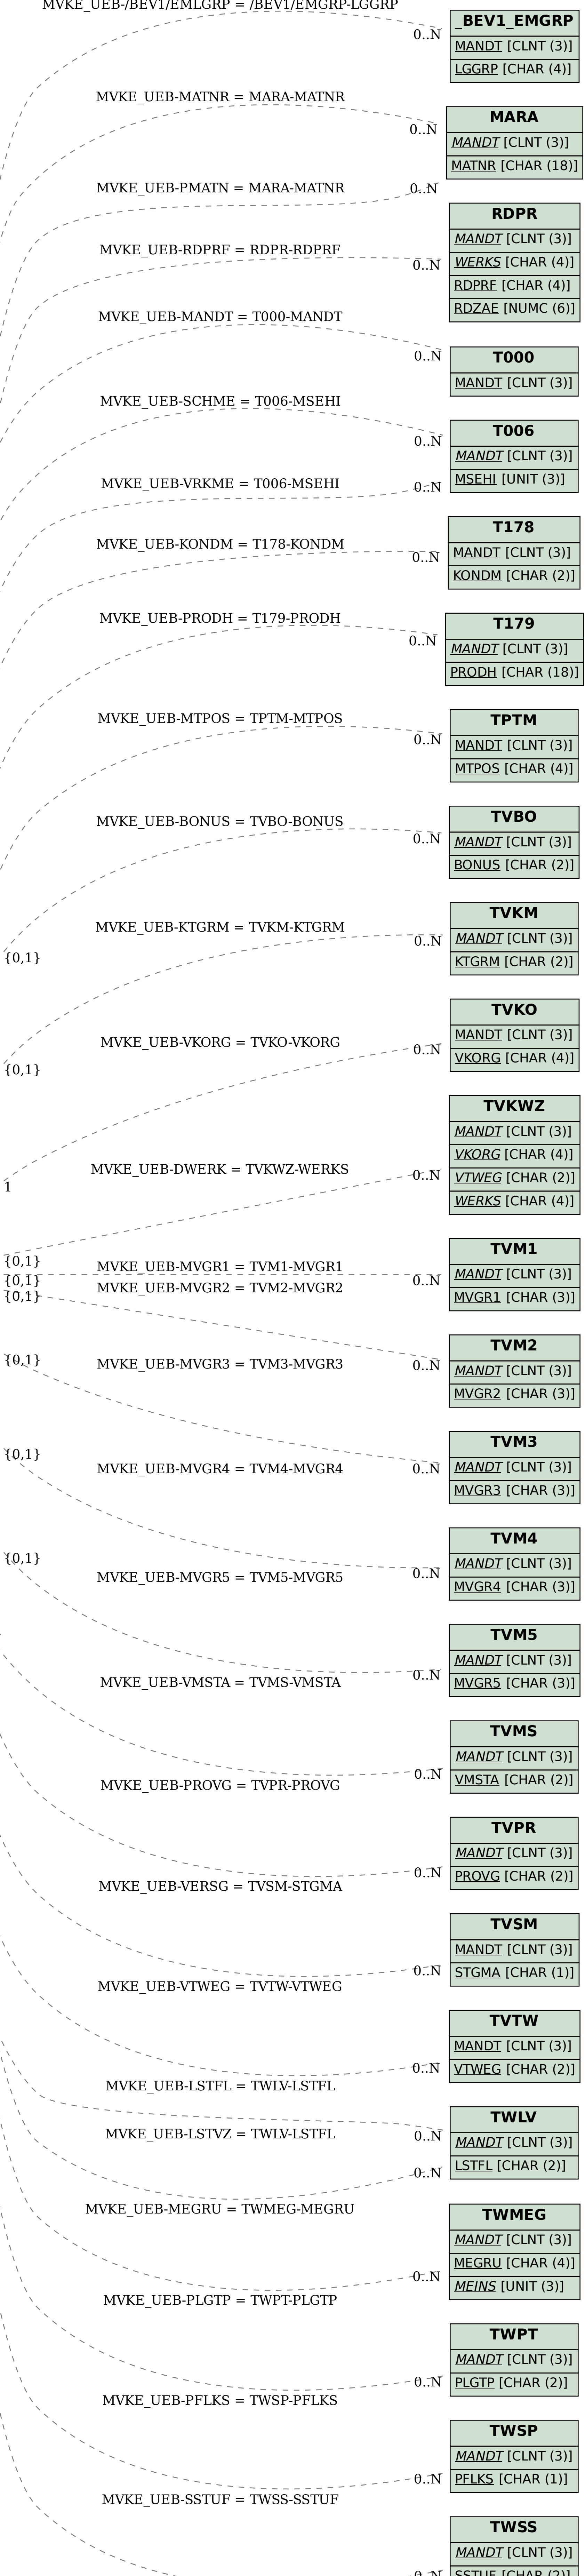 MVKE_UEB-/BEV1/EMLGRP = /BEV1/EMGRP-LGGRP
0..N
_BEV1_EMGRP
MANDT [CLNT (3)]
LGGRP [CHAR (4)]
MVKE_UEB-MATNR = MARA-MATNR
0..N
MARA
MANDT [CLNT (3)]
MATNR [CHAR (18)]
MVKE_UEB-PMATN = MARA-MATNR
0..N
RDPR
MANDT [CLNT (3)]
WERKS [CHAR (4)]
RDPRF [CHAR (4)]
RDZAE [NUMC (6)]
MVKE_UEB-RDPRF = RDPR-RDPRF
0..N
MVKE_UEB-MANDT = T000-MANDT
0..N
T000
MANDT [CLNT (3)]
MVKE_UEB-SCHME = T006-MSEHI
0..N
T006
MANDT [CLNT (3)]
MSEHI [UNIT (3)]
MVKE_UEB-VRKME = T006-MSEHI
0..N
MVKE_UEB-KONDM = T178-KONDM
0..N
T178
MANDT [CLNT (3)]
KONDM [CHAR (2)]
MVKE_UEB-PRODH = T179-PRODH
0..N
T179
MANDT [CLNT (3)]
PRODH [CHAR (18)]
MVKE_UEB-MTPOS = TPTM-MTPOS
0..N
TPTM
MANDT [CLNT (3)]
MTPOS [CHAR (4)]
MVKE_UEB-BONUS = TVBO-BONUS
0..N
{0,1}
TVBO
MANDT [CLNT (3)]
BONUS [CHAR (2)]
MVKE_UEB-KTGRM = TVKM-KTGRM
0..N
{0,1}
TVKM
MANDT [CLNT (3)]
KTGRM [CHAR (2)]
MVKE_UEB-VKORG = TVKO-VKORG
0..N
1
TVKO
MANDT [CLNT (3)]
VKORG [CHAR (4)]
MVKE_UEB-DWERK = TVKWZ-WERKS
0..N
{0,1}
TVKWZ
MANDT [CLNT (3)]
VKORG [CHAR (4)]
VTWEG [CHAR (2)]
WERKS [CHAR (4)]
MVKE_UEB-MVGR1 = TVM1-MVGR1
0..N
{0,1}
TVM1
MANDT [CLNT (3)]
MVGR1 [CHAR (3)]
MVKE_UEB-MVGR2 = TVM2-MVGR2
0..N
{0,1}
TVM2
MANDT [CLNT (3)]
MVGR2 [CHAR (3)]
MVKE_UEB-MVGR3 = TVM3-MVGR3
0..N
{0,1}
TVM3
MANDT [CLNT (3)]
MVGR3 [CHAR (3)]
MVKE_UEB-MVGR4 = TVM4-MVGR4
0..N
{0,1}
TVM4
MANDT [CLNT (3)]
MVGR4 [CHAR (3)]
MVKE_UEB-MVGR5 = TVM5-MVGR5
0..N
{0,1}
TVM5
MANDT [CLNT (3)]
MVGR5 [CHAR (3)]
MVKE_UEB-VMSTA = TVMS-VMSTA
0..N
TVMS
MANDT [CLNT (3)]
VMSTA [CHAR (2)]
MVKE_UEB-PROVG = TVPR-PROVG
0..N
TVPR
MANDT [CLNT (3)]
PROVG [CHAR (2)]
MVKE_UEB-VERSG = TVSM-STGMA
0..N
TVSM
MANDT [CLNT (3)]
STGMA [CHAR (1)]
MVKE_UEB-VTWEG = TVTW-VTWEG
0..N
TVTW
MANDT [CLNT (3)]
VTWEG [CHAR (2)]
MVKE_UEB-LSTFL = TWLV-LSTFL
0..N
TWLV
MANDT [CLNT (3)]
LSTFL [CHAR (2)]
MVKE_UEB-LSTVZ = TWLV-LSTFL
0..N
MVKE_UEB-MEGRU = TWMEG-MEGRU
0..N
TWMEG
MANDT [CLNT (3)]
MEGRU [CHAR (4)]
MEINS [UNIT (3)]
MVKE_UEB-PLGTP = TWPT-PLGTP
0..N
TWPT
MANDT [CLNT (3)]
PLGTP [CHAR (2)]
MVKE_UEB-PFLKS = TWSP-PFLKS
0..N
TWSP
MANDT [CLNT (3)]
PFLKS [CHAR (1)]
MVKE_UEB-SSTUF = TWSS-SSTUF
0..N
TWSS
MANDT [CLNT (3)]
SSTUF [CHAR (2)]